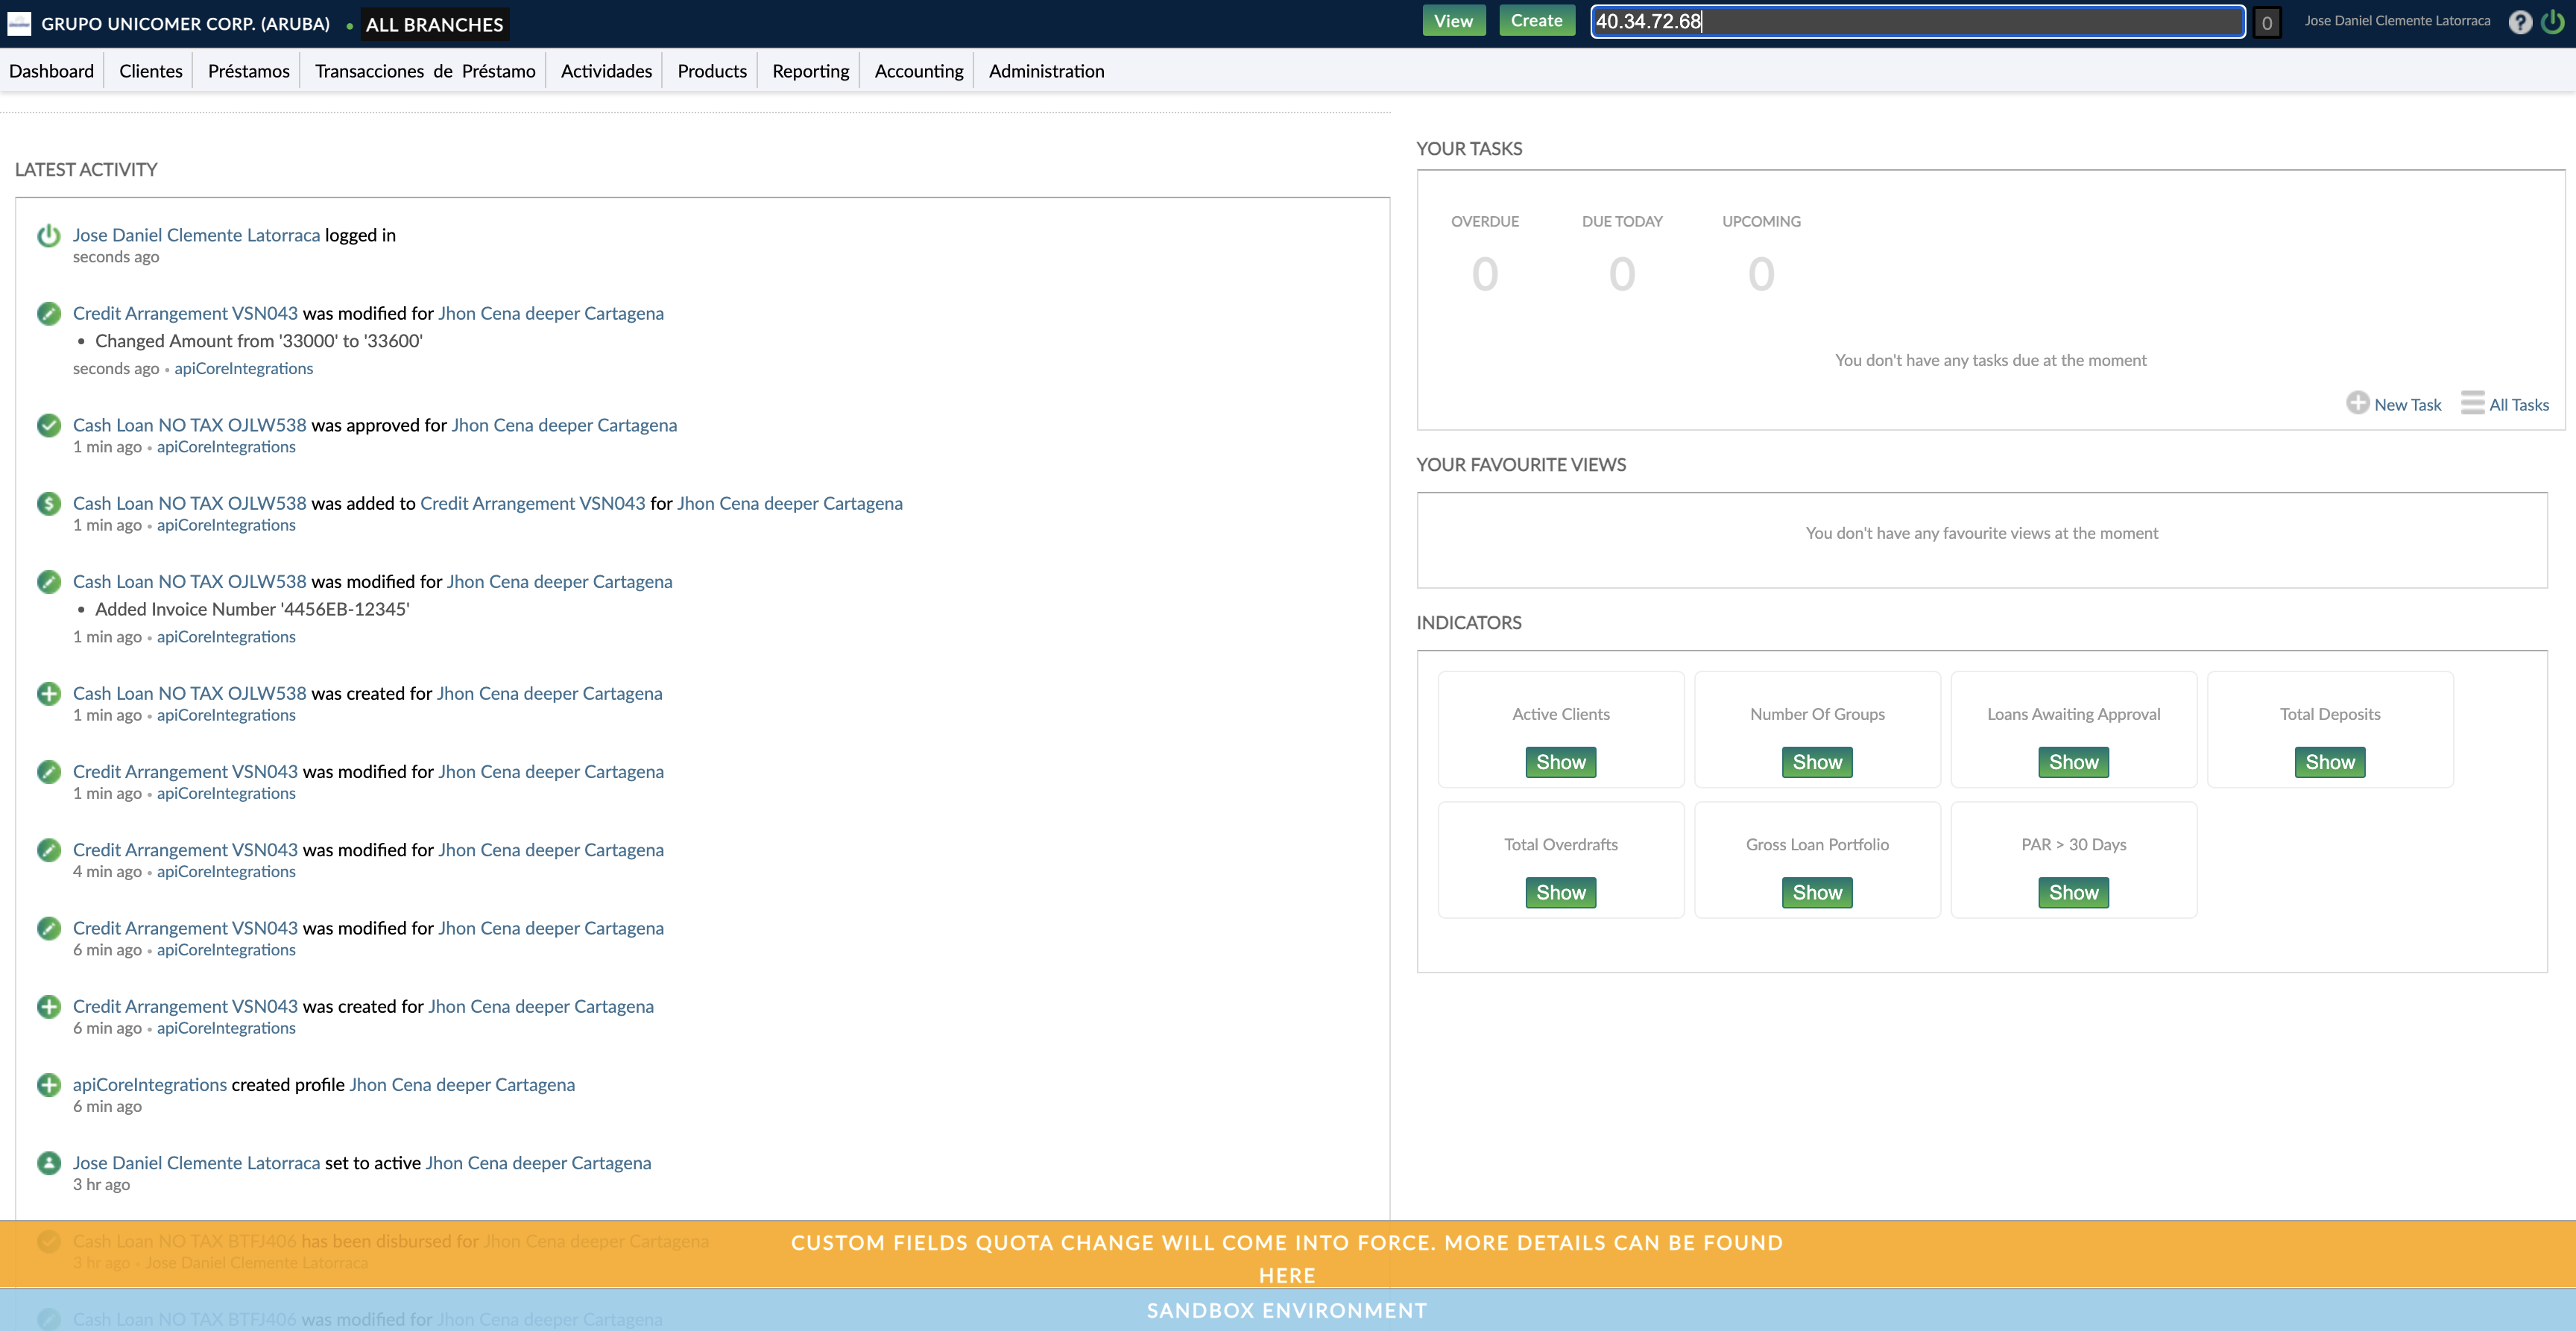 GRUPO UNICOMER CORP. (ARUBA) • ALL BRANCHES
View Create 40.34.72.68 0 Jose Daniel Clemente Latorraca ?
Dashboard Clientes Préstamos Transacciones de Préstamo Actividades Products Reporting Accounting Administration
LATEST ACTIVITY
Jose Daniel Clemente Latorraca logged in
seconds ago
Credit Arrangement VSN043 was modified for Jhon Cena deeper Cartagena
• Changed Amount from '33000' to '33600'
seconds ago • apiCoreIntegrations
Cash Loan NO TAX OJLW538 was approved for Jhon Cena deeper Cartagena
1 min ago • apiCoreIntegrations
Cash Loan NO TAX OJLW538 was added to Credit Arrangement VSN043 for Jhon Cena deeper Cartagena
1 min ago • apiCoreIntegrations
Cash Loan NO TAX OJLW538 was modified for Jhon Cena deeper Cartagena
• Added Invoice Number '4456EB-12345'
1 min ago • apiCoreIntegrations
Cash Loan NO TAX OJLW538 was created for Jhon Cena deeper Cartagena
1 min ago • apiCoreIntegrations
Credit Arrangement VSN043 was modified for Jhon Cena deeper Cartagena
1 min ago • apiCoreIntegrations
Credit Arrangement VSN043 was modified for Jhon Cena deeper Cartagena
4 min ago • apiCoreIntegrations
Credit Arrangement VSN043 was modified for Jhon Cena deeper Cartagena
6 min ago • apiCoreIntegrations
Credit Arrangement VSN043 was created for Jhon Cena deeper Cartagena
6 min ago • apiCoreIntegrations
apiCoreIntegrations created profile Jhon Cena deeper Cartagena
6 min ago
Jose Daniel Clemente Latorraca set to active Jhon Cena deeper Cartagena
3 hr ago
Cash Loan NO TAX BTFJ406 has been disbursed for Jhon Cena deeper Cartagena
3 hr ago • Jose Daniel Clemente Latorraca
Cash Loan NO TAX BTFJ406 was modified for Jhon Cena deeper Cartagena
YOUR TASKS
OVERDUE DUE TODAY UPCOMING
0 0 0
You don't have any tasks due at the moment
New Task All Tasks
YOUR FAVOURITE VIEWS
You don't have any favourite views at the moment
INDICATORS
Active Clients Number Of Groups Loans Awaiting Approval Total Deposits
Show Show Show Show
Total Overdrafts Gross Loan Portfolio PAR > 30 Days
Show Show Show
CUSTOM FIELDS QUOTA CHANGE WILL COME INTO FORCE. MORE DETAILS CAN BE FOUND
HERE
SANDBOX ENVIRONMENT